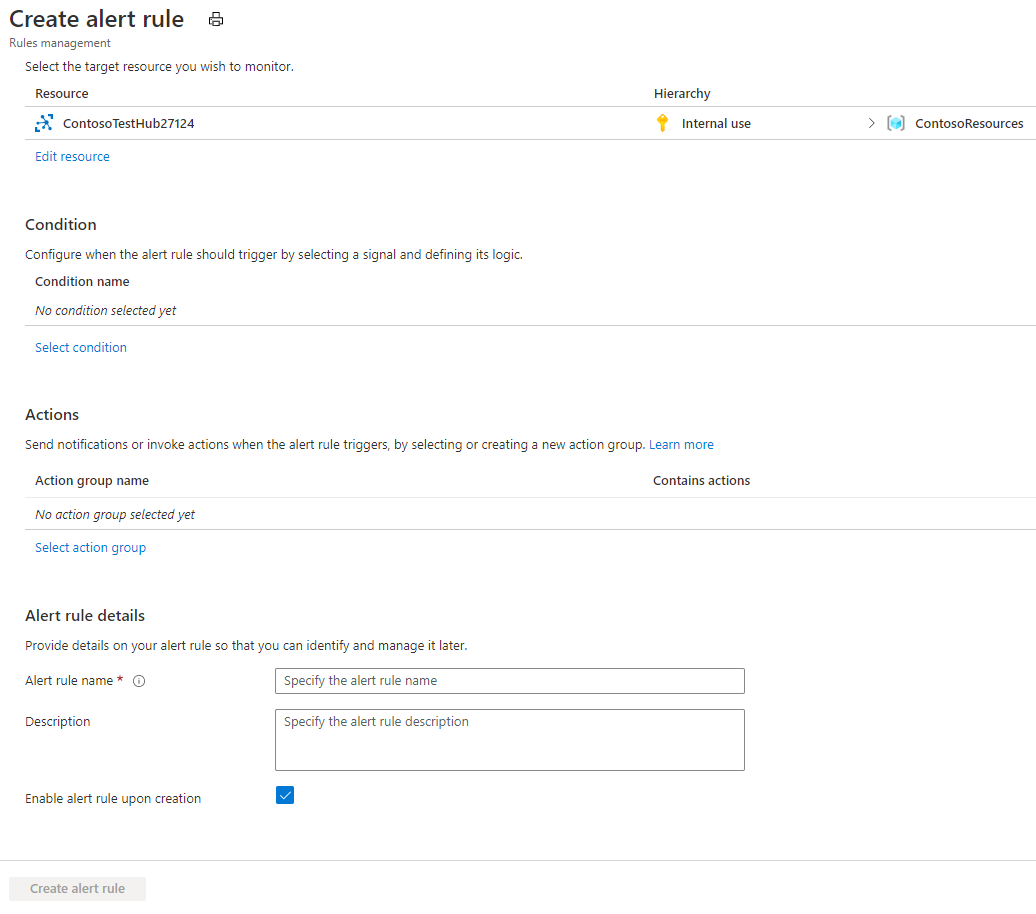 Create alert rule
Rules management
Select the target resource you wish to monitor.
Resource Hierarchy
ContosoTestHub27124 Internal use > ContosoResources
Edit resource
Condition
Configure when the alert rule should trigger by selecting a signal and defining its logic.
Condition name
No condition selected yet
Select condition
Actions
Send notifications or invoke actions when the alert rule triggers, by selecting or creating a new action group. Learn more
Action group name Contains actions
No action group selected yet
Select action group
Alert rule details
Provide details on your alert rule so that you can identify and manage it later.
Alert rule name * Specify the alert rule name
Description Specify the alert rule description
Enable alert rule upon creation
Create alert rule